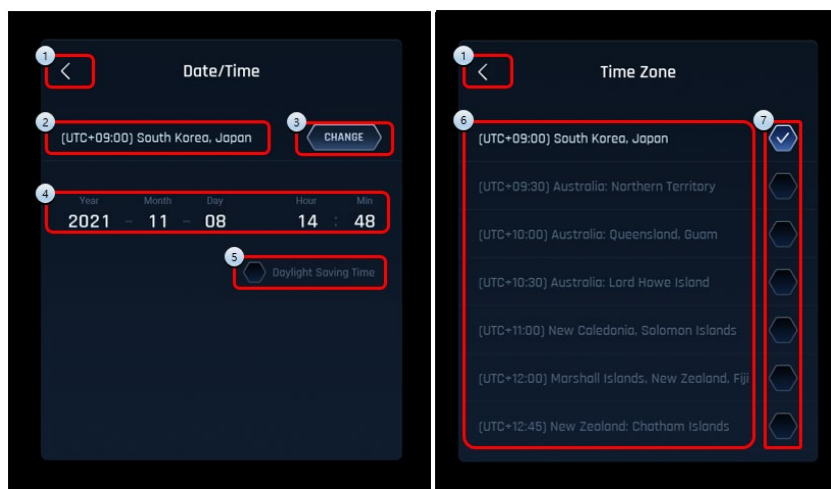 1
Date/Time
2
(UTC+09:00) South Korea, Japan
3
CHANGE
4
Year Month Day Hour Min
2021 - 11 - 08 14 : 48
5
Daylight Saving Time
1
Time Zone
6
7
(UTC+09:00) South Korea, Japan
(UTC+09:30) Australia: Northern Territory
(UTC+10:00) Australia: Queensland, Guam
(UTC+10:30) Australia: Lord Howe Island
(UTC+11:00) New Caledonia, Solomon Islands
(UTC+12:00) Marshall Islands, New Zealand, Fiji
(UTC+12:45) New Zealand: Chatham Islands